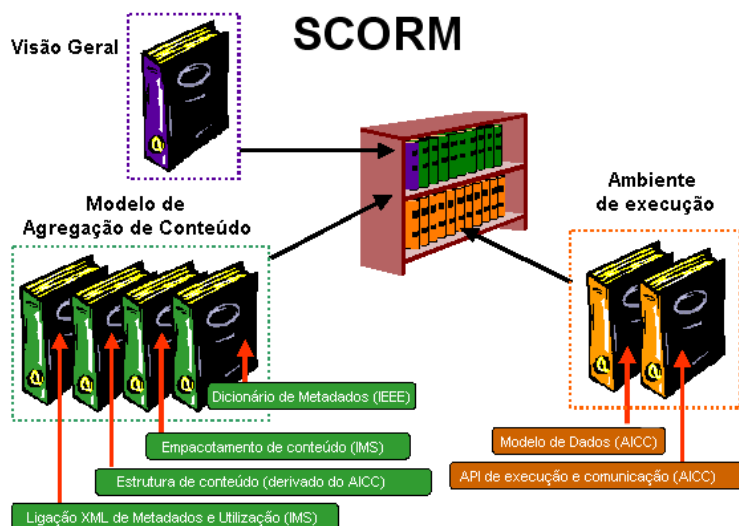 SCORM
Visão Geral
Modelo de
Agregação de Conteúdo
Ambiente
de execução
Dicionário de Metadados (IEEE)
Empacotamento de conteúdo (IMS)
Estrutura de conteúdo (derivado do AICC)
Ligação XML de Metadados e Utilização (IMS)
Modelo de Dados (AICC)
API de execução e comunicação (AICC)